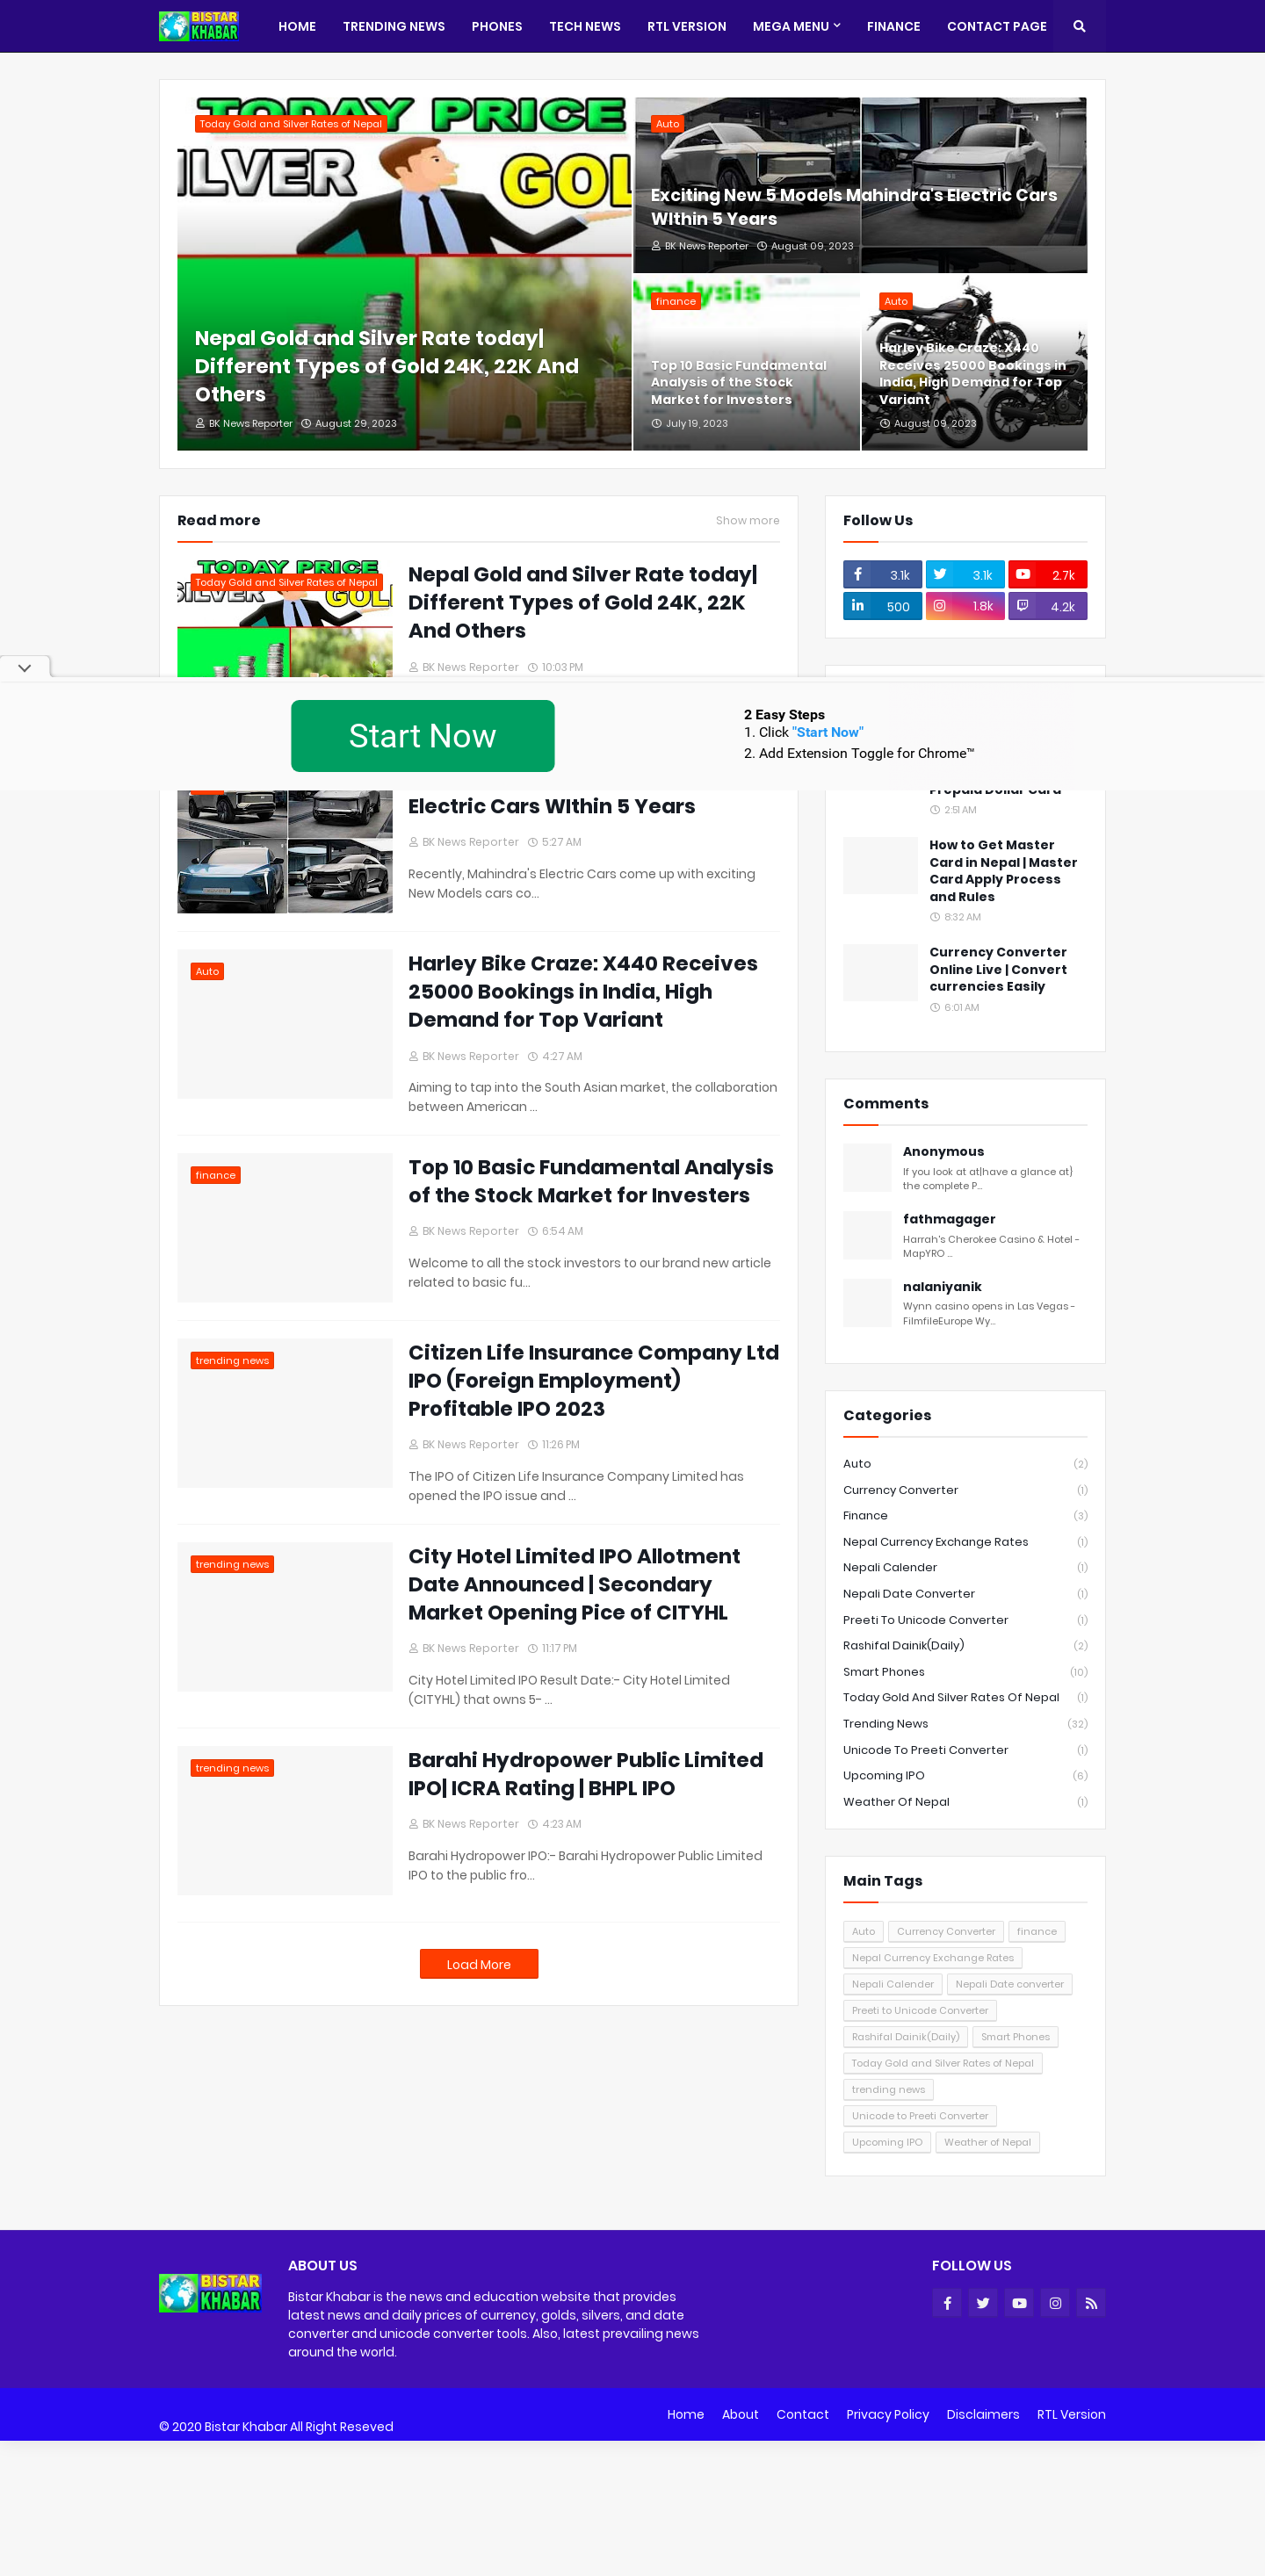 BISTAR
KHABAR
HOME TRENDING NEWS PHONES TECH NEWS RTL VERSION MEGA MENU FINANCE CONTACT PAGE
TODAY PRICE
Today Gold and Silver Rates of Nepal
SILVER
GOL
Nepal Gold and Silver Rate today|
Different Types of Gold 24K, 22K And
Others
BK News Reporter August 29, 2023
Auto
Exciting New 5 Models Mahindra's Electric Cars
WIthin 5 Years
BK News Reporter August 09, 2023
Analysis
finance
Top 10 Basic Fundamental
Analysis of the Stock
Market for Investers
July 19, 2023
Auto
Harley Bike Craze: X440
Receives 25000 Bookings in
India, High Demand for Top
Variant
August 09, 2023
Read more
Show more
TODAY PRICE
Today Gold and Silver Rates of Nepal
Nepal Gold and Silver Rate today|
Different Types of Gold 24K, 22K
And Others
BK News Reporter 10:03 PM
Electric Cars WIthin 5 Years
BK News Reporter 5:27 AM
Recently, Mahindra's Electric Cars come up with exciting
New Models cars co...
Auto
Harley Bike Craze: X440 Receives
25000 Bookings in India, High
Demand for Top Variant
BK News Reporter 4:27 AM
Aiming to tap into the South Asian market, the collaboration
between American ...
finance
Top 10 Basic Fundamental Analysis
of the Stock Market for Investers
BK News Reporter 6:54 AM
Welcome to all the stock investors to our brand new article
related to basic fu...
trending news
Citizen Life Insurance Company Ltd
IPO (Foreign Employment)
Profitable IPO 2023
BK News Reporter 11:26 PM
The IPO of Citizen Life Insurance Company Limited has
opened the IPO issue and ...
trending news
City Hotel Limited IPO Allotment
Date Announced | Secondary
Market Opening Pice of CITYHL
BK News Reporter 11:17 PM
City Hotel Limited IPO Result Date:- City Hotel Limited
(CITYHL) that owns 5- ...
trending news
Barahi Hydropower Public Limited
IPO| ICRA Rating | BHPL IPO
BK News Reporter 4:23 AM
Barahi Hydropower IPO:- Barahi Hydropower Public Limited
IPO to the public fro...
Load More
Follow Us
3.1k 3.1k 2.7k
500 1.8k 4.2k
Start Now
2 Easy Steps
1. Click "Start Now"
2. Add Extension Toggle for Chrome™
Prepaid Dollar Card
2:51 AM
How to Get Master
Card in Nepal | Master
Card Apply Process
and Rules
8:32 AM
Currency Converter
Online Live | Convert
currencies Easily
6:01 AM
Comments
Anonymous
If you look at at|have a glance at}
the complete P...
fathmagager
Harrah's Cherokee Casino & Hotel -
MapYRO ...
nalaniyanik
Wynn casino opens in Las Vegas -
FilmfileEurope Wy...
Categories
Auto (2)
Currency Converter (1)
Finance (3)
Nepal Currency Exchange Rates (1)
Nepali Calender (1)
Nepali Date Converter (1)
Preeti To Unicode Converter (1)
Rashifal Dainik(Daily) (2)
Smart Phones (10)
Today Gold And Silver Rates Of Nepal (1)
Trending News (32)
Unicode To Preeti Converter (1)
Upcoming IPO (6)
Weather Of Nepal (1)
Main Tags
Auto Currency Converter finance
Nepal Currency Exchange Rates
Nepali Calender Nepali Date converter
Preeti to Unicode Converter
Rashifal Dainik(Daily) Smart Phones
Today Gold and Silver Rates of Nepal
trending news
Unicode to Preeti Converter
Upcoming IPO Weather of Nepal
BISTAR
KHABAR
ABOUT US
Bistar Khabar is the news and education website that provides
latest news and daily prices of currency, golds, silvers, and date
converter and unicode converter tools. Also, latest prevailing news
around the world.
FOLLOW US
© 2020 Bistar Khabar All Right Reseved
Home About Contact Privacy Policy Disclaimers RTL Version